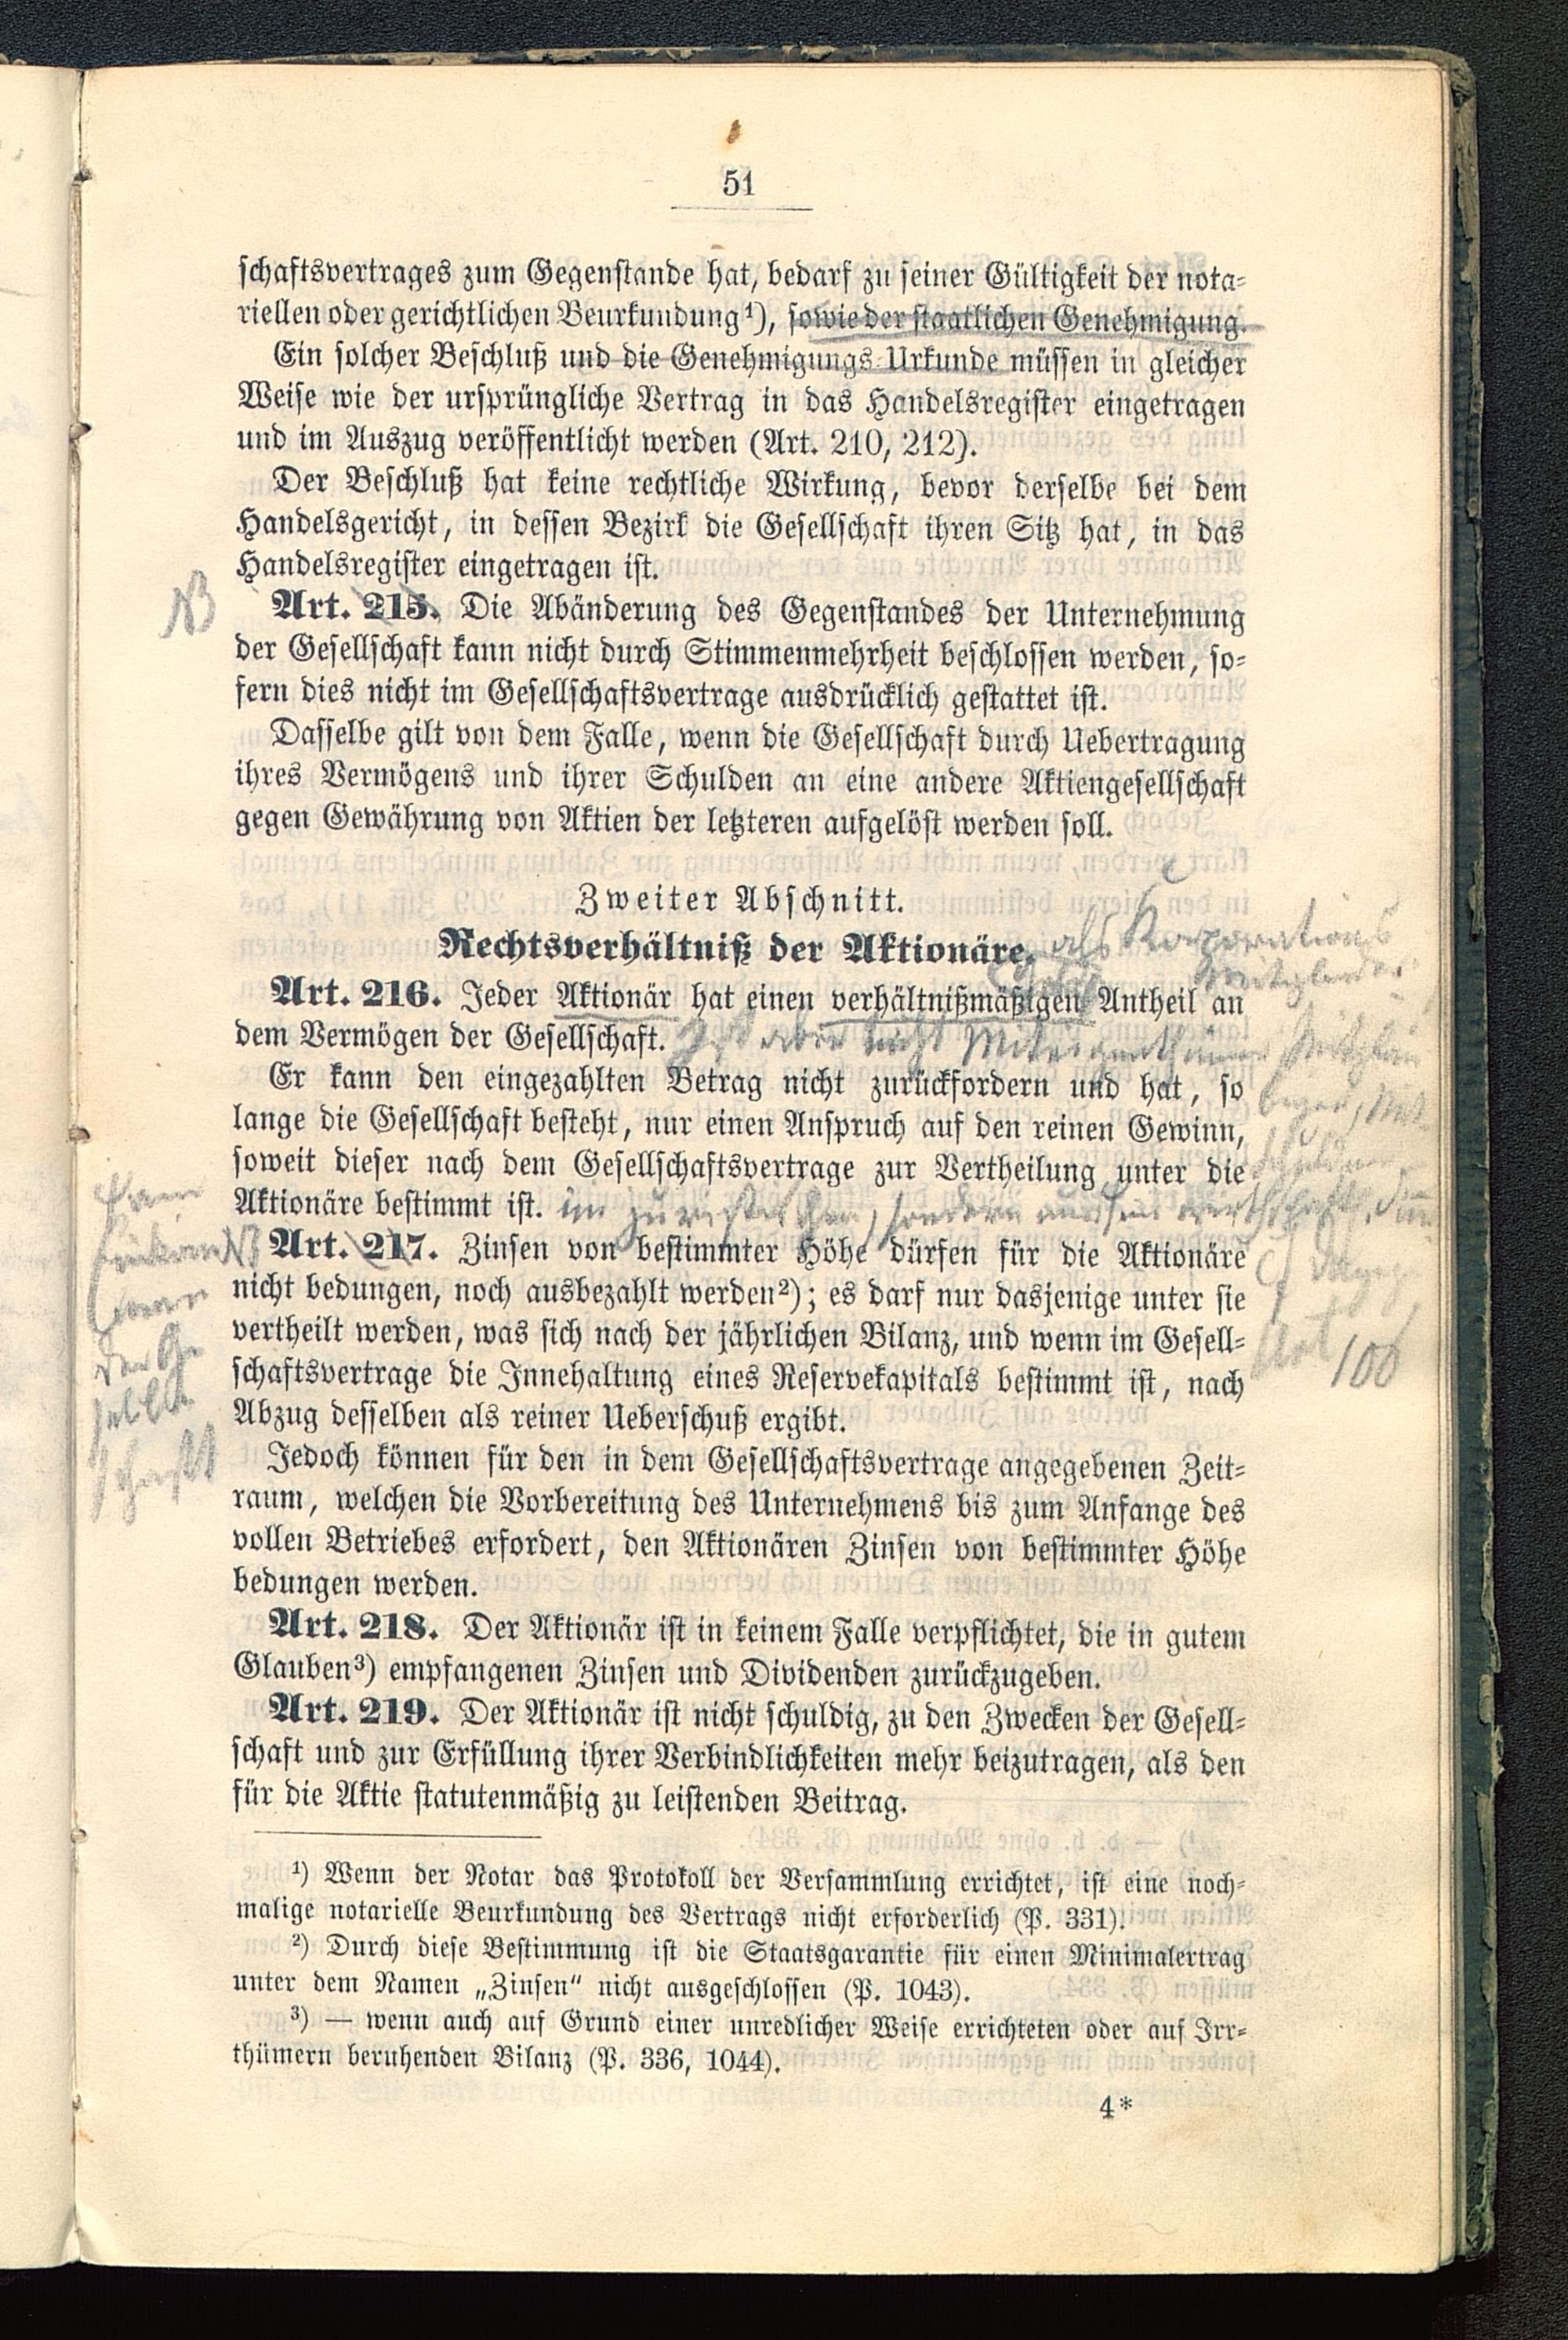 51
schaftsvertrages zum Gegenstande hat, bedarf zu seiner Gültigkeit der nota-
riellen oder gerichtlichen Beurkundung¹), sowie der staatlichen Genehmigung.
Ein solcher Beschluß und die Genehmigungs-Urkunde müssen in gleicher
Weise wie der ursprüngliche Vertrag in das Handelsregister eingetragen
und im Auszug veröffentlicht werden (Art. 210, 212).
Der Beschluß hat keine rechtliche Wirkung, bevor derselbe bei dem
Handelsgericht, in dessen Bezirk die Gesellschaft ihren Sitz hat, in das
Handelsregister eingetragen ist.
NB
Art. 215. Die Abänderung des Gegenstandes der Unternehmung
der Gesellschaft kann nicht durch Stimmenmehrheit beschlossen werden, so-
fern dies nicht im Gesellschaftsvertrage ausdrücklich gestattet ist.
Dasselbe gilt von dem Falle, wenn die Gesellschaft durch Uebertragung
ihres Vermögens und ihrer Schulden an eine andere Aktiengesellschaft
gegen Gewährung von Aktien der letzteren aufgelöst werden soll.
Zweiter Abschnitt.
Rechtsverhältniß der Aktionäre. als Korporations
mitglieder
Art. 216. Jeder Aktionär hat einen verhältnißmäßigen Antheil an
dem Vermögen der Gesellschaft. Ist aber nicht Miteigenthümer
Er kann den eingezahlten Betrag nicht zurückfordern und hat, so
lange die Gesellschaft besteht, nur einen Anspruch auf den reinen Gewinn,
soweit dieser nach dem Gesellschaftsvertrage zur Vertheilung unter die
Aktionäre bestimmt ist. im juristischen, sondern
NB Art. 217. Zinsen von bestimmter Höhe dürfen für die Aktionäre
nicht bedungen, noch ausbezahlt werden²); es darf nur dasjenige unter sie
vertheilt werden, was sich nach der jährlichen Bilanz, und wenn im Gesell-
schaftsvertrage die Innehaltung eines Reservekapitals bestimmt ist, nach
Abzug desselben als reiner Ueberschuß ergibt.
Art 100
Jedoch können für den in dem Gesellschaftsvertrage angegebenen Zeit-
raum, welchen die Vorbereitung des Unternehmens bis zum Anfange des
vollen Betriebes erfordert, den Aktionären Zinsen von bestimmter Höhe
bedungen werden.
Art. 218. Der Aktionär ist in keinem Falle verpflichtet, die in gutem
Glauben³) empfangenen Zinsen und Dividenden zurückzugeben.
Art. 219. Der Aktionär ist nicht schuldig, zu den Zwecken der Gesell-
schaft und zur Erfüllung ihrer Verbindlichkeiten mehr beizutragen, als den
für die Aktie statutenmäßig zu leistenden Beitrag.
¹) Wenn der Notar das Protokoll der Versammlung errichtet, ist eine noch-
malige notarielle Beurkundung des Vertrags nicht erforderlich (P. 331).
²) Durch diese Bestimmung ist die Staatsgarantie für einen Minimalertrag
unter dem Namen „Zinsen“ nicht ausgeschlossen (P. 1043).
³) — wenn auch auf Grund einer unredlicher Weise errichteten oder auf Irr-
thümern beruhenden Bilanz (P. 336, 1044).
4*